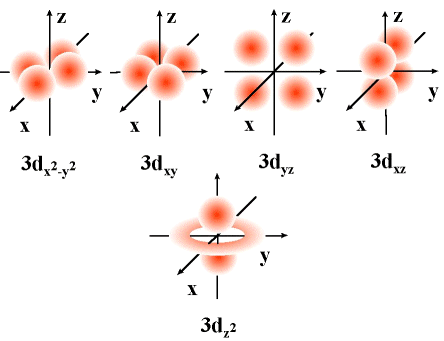 z z z z
y y y y
x x x x
3dx²-y² 3dxy 3dyz 3dxz
y
x
3dz²